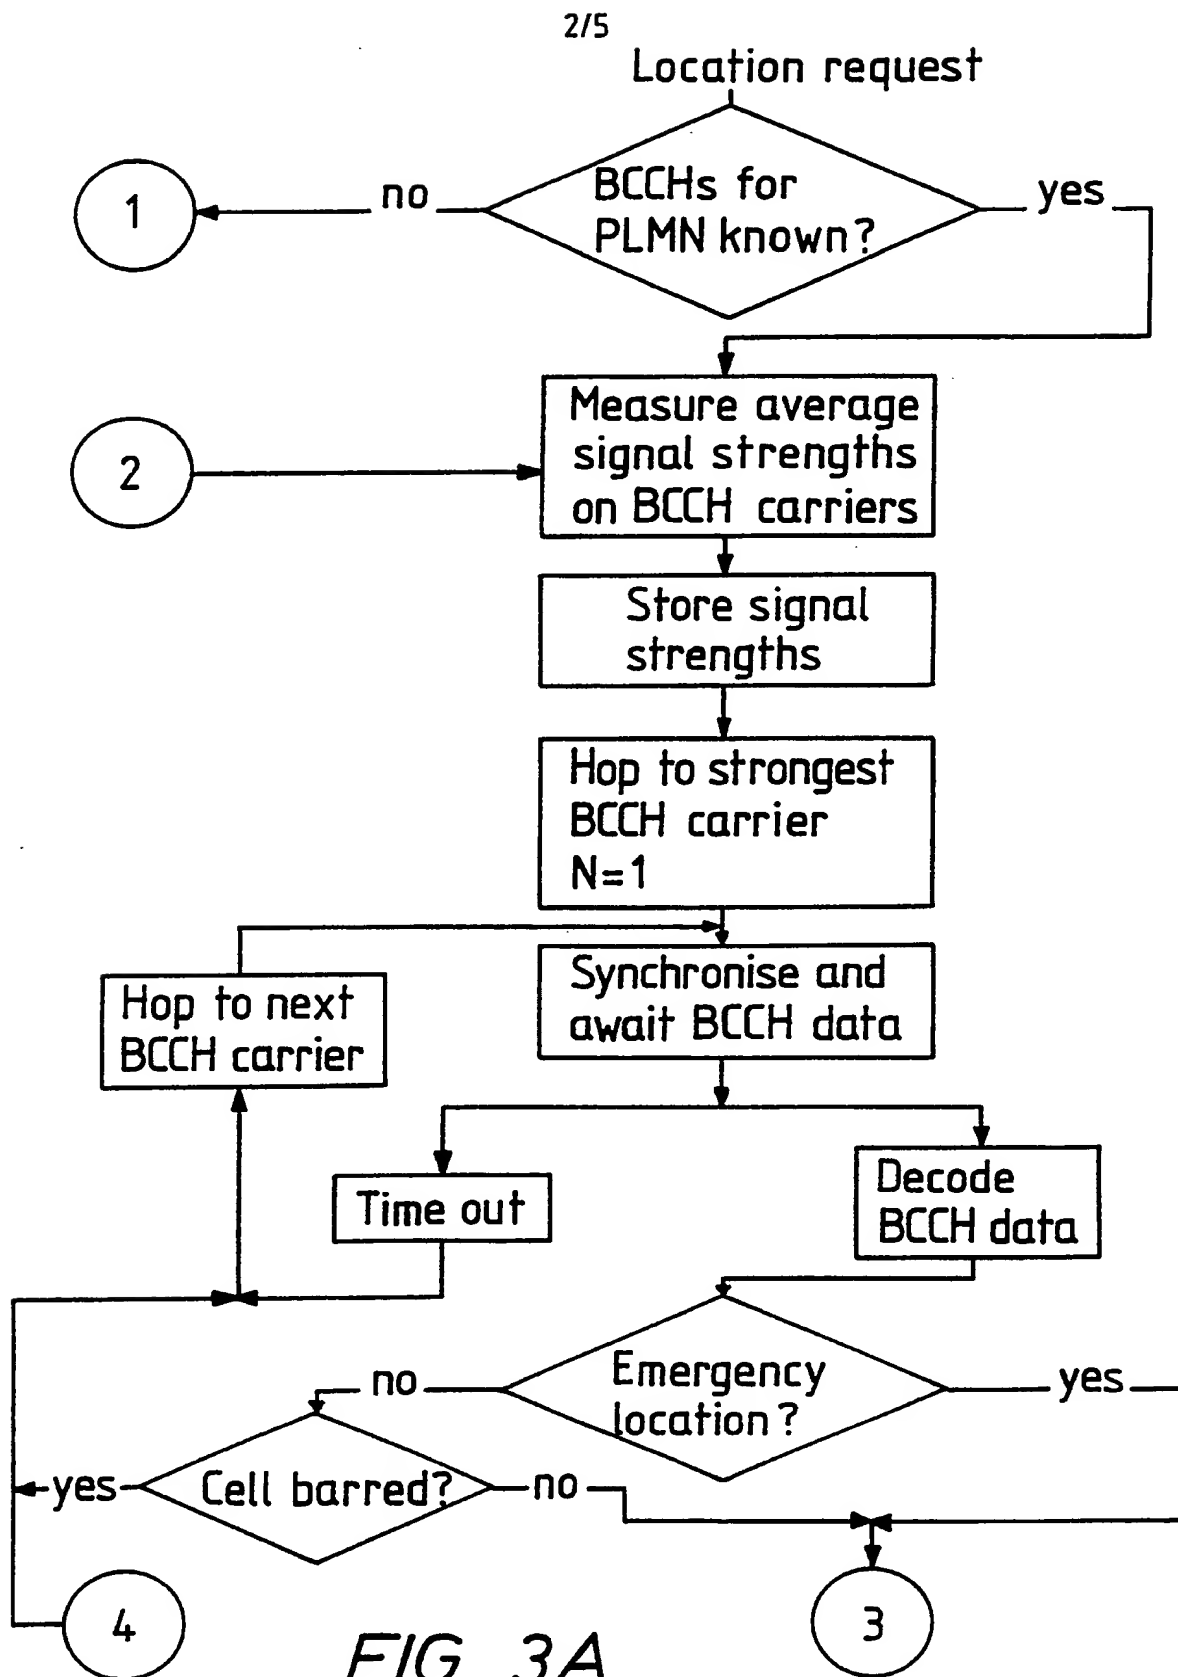 2/5
Location request
BCCHs for
PLMN known?
no
yes
1
Measure average
signal strengths
on BCCH carriers
2
Store signal
strengths
Hop to strongest
BCCH carrier
N=1
Synchronise and
await BCCH data
Hop to next
BCCH carrier
Time out
Decode
BCCH data
Emergency
location?
no
yes
Cell barred?
yes
no
4
3
FIG. 3A